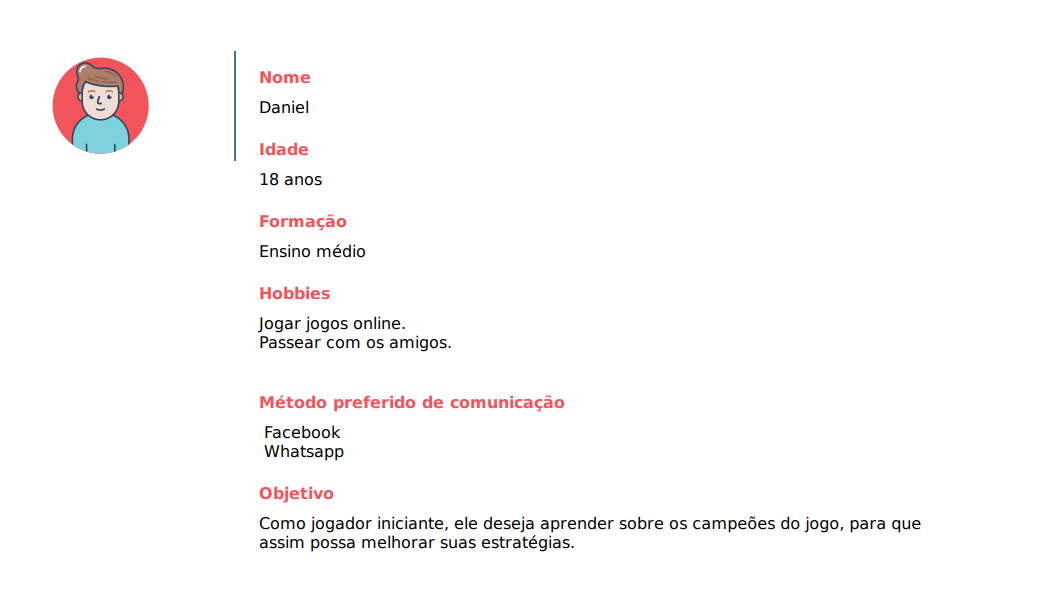 Nome
Daniel
Idade
18 anos
Formação
Ensino médio
Hobbies
Jogar jogos online.
Passear com os amigos.
Método preferido de comunicação
Facebook
Whatsapp
Objetivo
Como jogador iniciante, ele deseja aprender sobre os campeões do jogo, para que
assim possa melhorar suas estratégias.